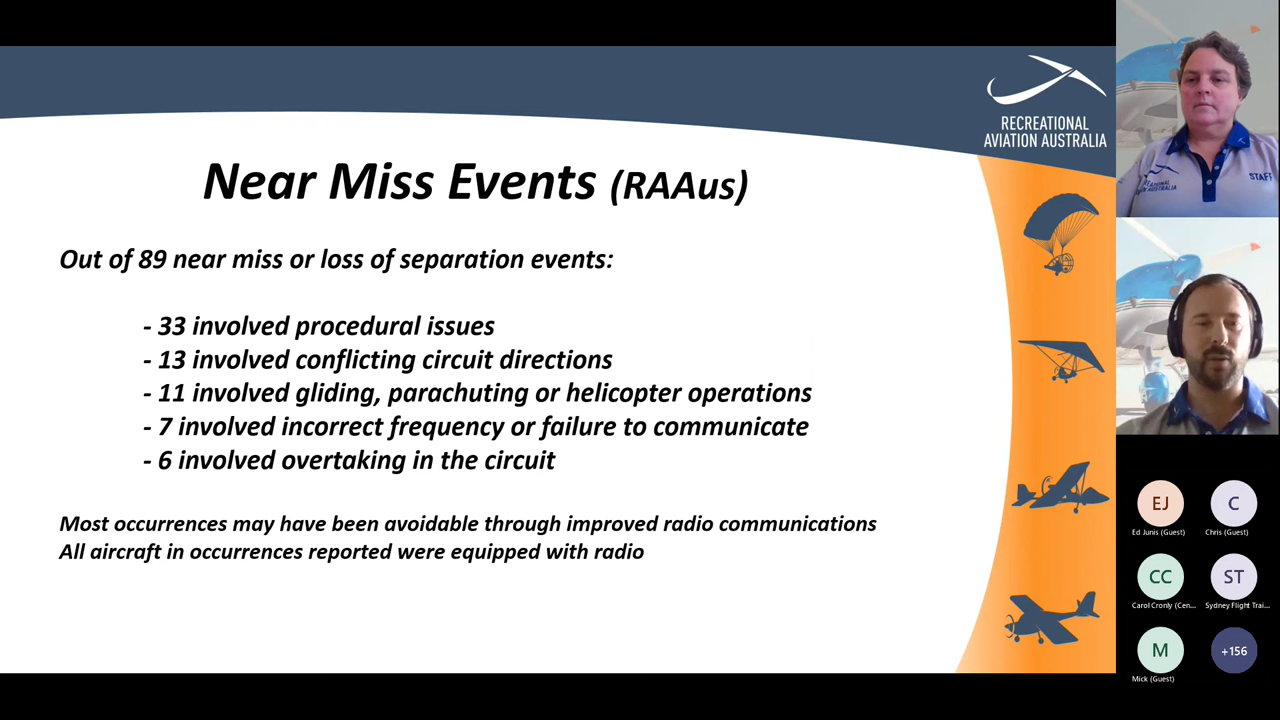 RECREATIONAL
AVIATION AUSTRALIA
Near Miss Events (RAAus)
Out of 89 near miss or loss of separation events:
- 33 involved procedural issues
- 13 involved conflicting circuit directions
- 11 involved gliding, parachuting or helicopter operations
- 7 involved incorrect frequency or failure to communicate
- 6 involved overtaking in the circuit
Most occurrences may have been avoidable through improved radio communications
All aircraft in occurrences reported were equipped with radio
STAFF
EJ
Ed Junis (Guest)
C
Chris (Guest)
CC
Carol Cronly (Cen...
ST
Sydney Flight Trai...
M
Mick (Guest)
+156